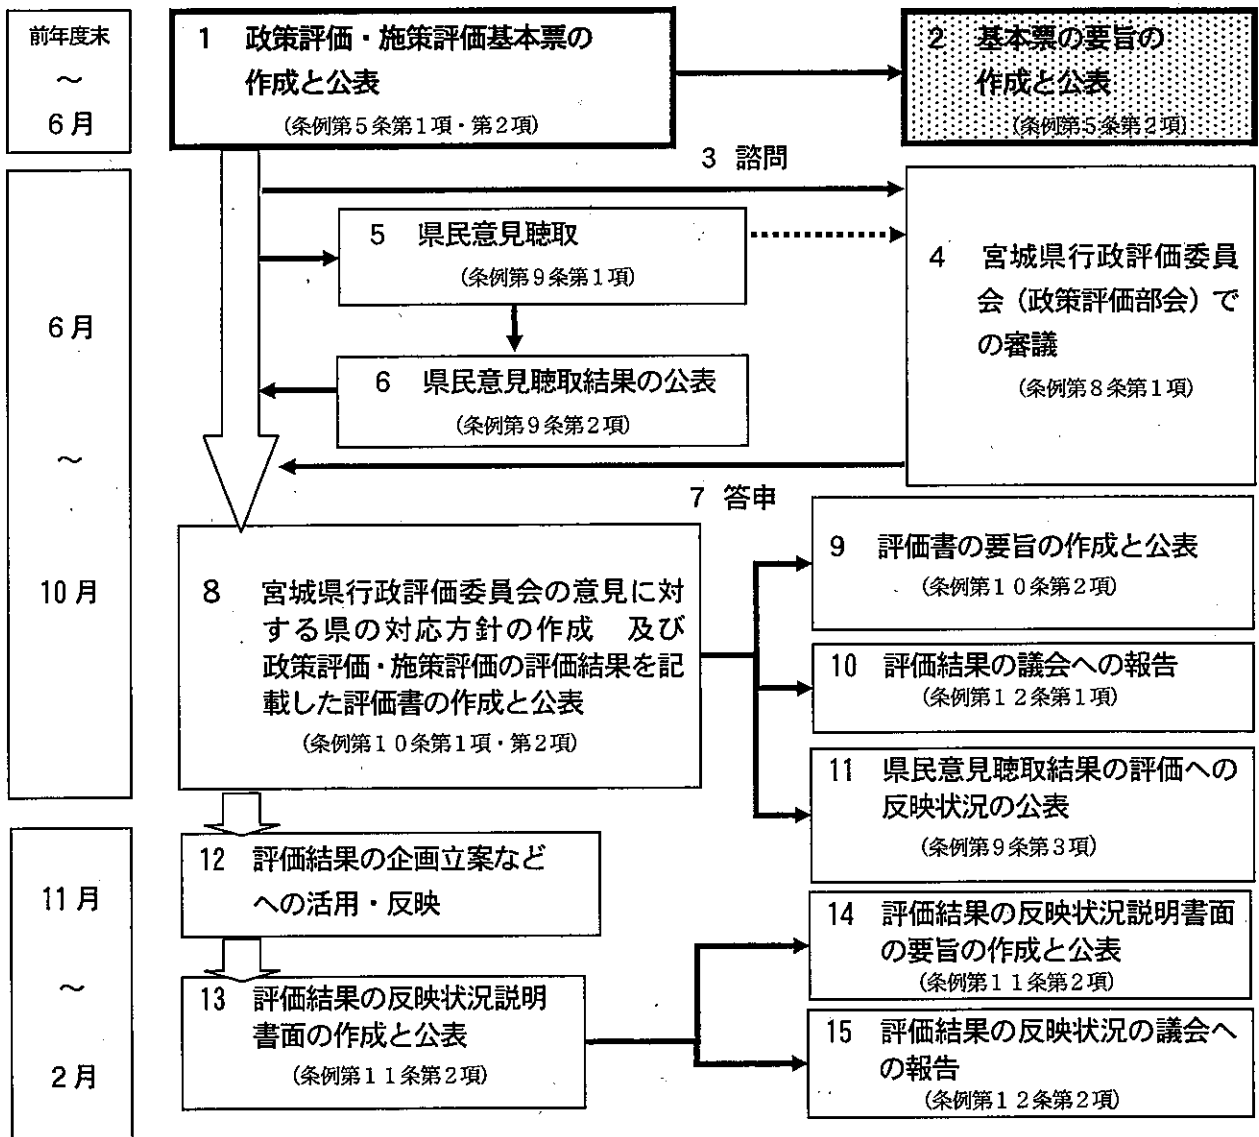 前年度末
～
6月
1 政策評価・施策評価基本票の
作成と公表
(条例第5条第1項・第2項)
2 基本票の要旨の
作成と公表
(条例第5条第2項)
3 諮問
6月
～
10月
5 県民意見聴取
(条例第9条第1項)
4 宮城県行政評価委員
会（政策評価部会）で
の審議
(条例第8条第1項)
6 県民意見聴取結果の公表
(条例第9条第2項)
7 答申
8 宮城県行政評価委員会の意見に対
する県の対応方針の作成　及び
政策評価・施策評価の評価結果を記
載した評価書の作成と公表
(条例第10条第1項・第2項)
9 評価書の要旨の作成と公表
(条例第10条第2項)
10 評価結果の議会への報告
(条例第12条第1項)
11 県民意見聴取結果の評価への
反映状況の公表
(条例第9条第3項)
11月
～
2月
12 評価結果の企画立案など
への活用・反映
13 評価結果の反映状況説明
書面の作成と公表
(条例第11条第2項)
14 評価結果の反映状況説明書面
の要旨の作成と公表
(条例第11条第2項)
15 評価結果の反映状況の議会へ
の報告
(条例第12条第2項)